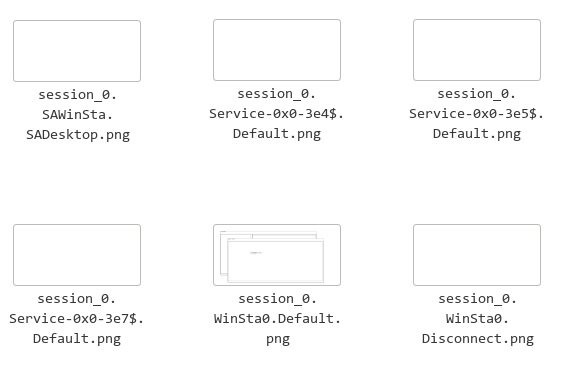 session_0.
SAWinSta.
SADesktop.png
session_0.
Service-0x0-3e4$.
Default.png
session_0.
Service-0x0-3e5$.
Default.png
session_0.
Service-0x0-3e7$.
Default.png
session_0.
WinSta0.Default.
png
session_0.
WinSta0.
Disconnect.png